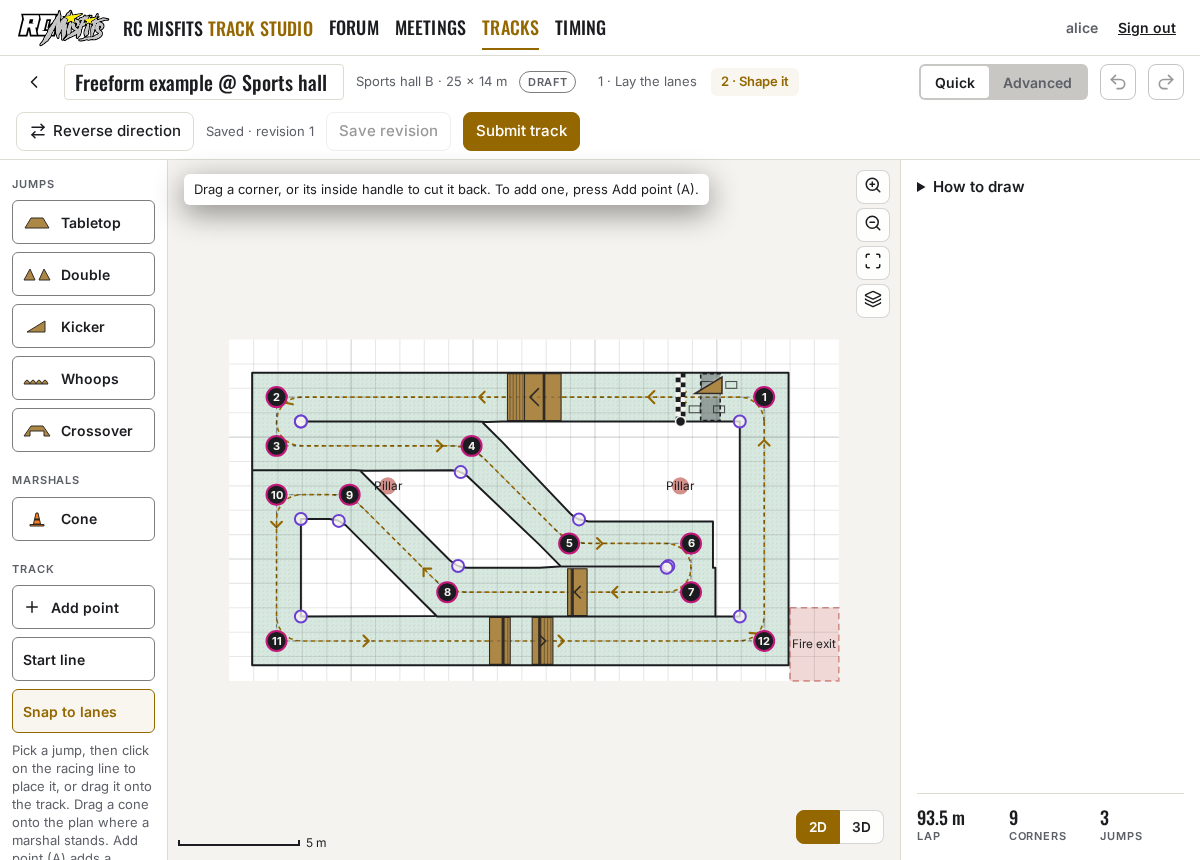 RC Misfits
RC MISFITS TRACK STUDIO FORUM MEETINGS TRACKS TIMING
alice Sign out
Freeform example @ Sports hall
Sports hall B · 25 × 14 m
DRAFT
1 · Lay the lanes
2 · Shape it
Quick Advanced
Reverse direction
Saved · revision 1
Save revision
Submit track
JUMPS
Tabletop
Double
Kicker
Whoops
Crossover
MARSHALS
Cone
TRACK
Add point
Start line
Snap to lanes
Pick a jump, then click
on the racing line to
place it, or drag it onto
the track. Drag a cone
onto the plan where a
marshal stands. Add
point (A) adds a
Drag a corner, or its inside handle to cut it back. To add one, press Add point (A).
2 1
3 4
Pillar Pillar
10 9
5 6
8 7
11 12
Fire exit
5 m
2D 3D
How to draw
93.5 m 9 3
LAP CORNERS JUMPS